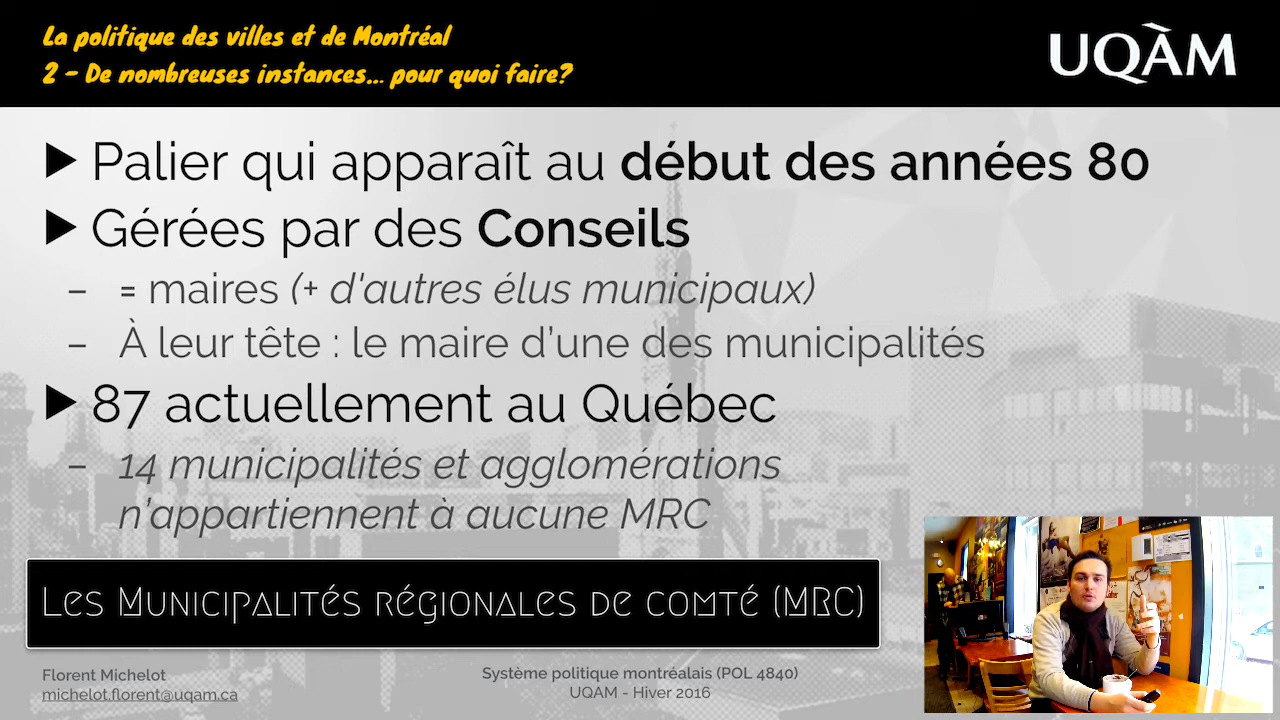 La politique des villes et de Montréal
2 - De nombreuses instances... pour quoi faire?
UQÀM
Palier qui apparaît au début des années 80
Gérées par des Conseils
– = maires (+ d'autres élus municipaux)
– À leur tête : le maire d’une des municipalités
87 actuellement au Québec
– 14 municipalités et agglomérations
n’appartiennent à aucune MRC
Les Municipalités régionales de comté (MRC)
Florent Michelot
michelot.florent@uqam.ca
Système politique montréalais (POL 4840)
UQAM - Hiver 2016